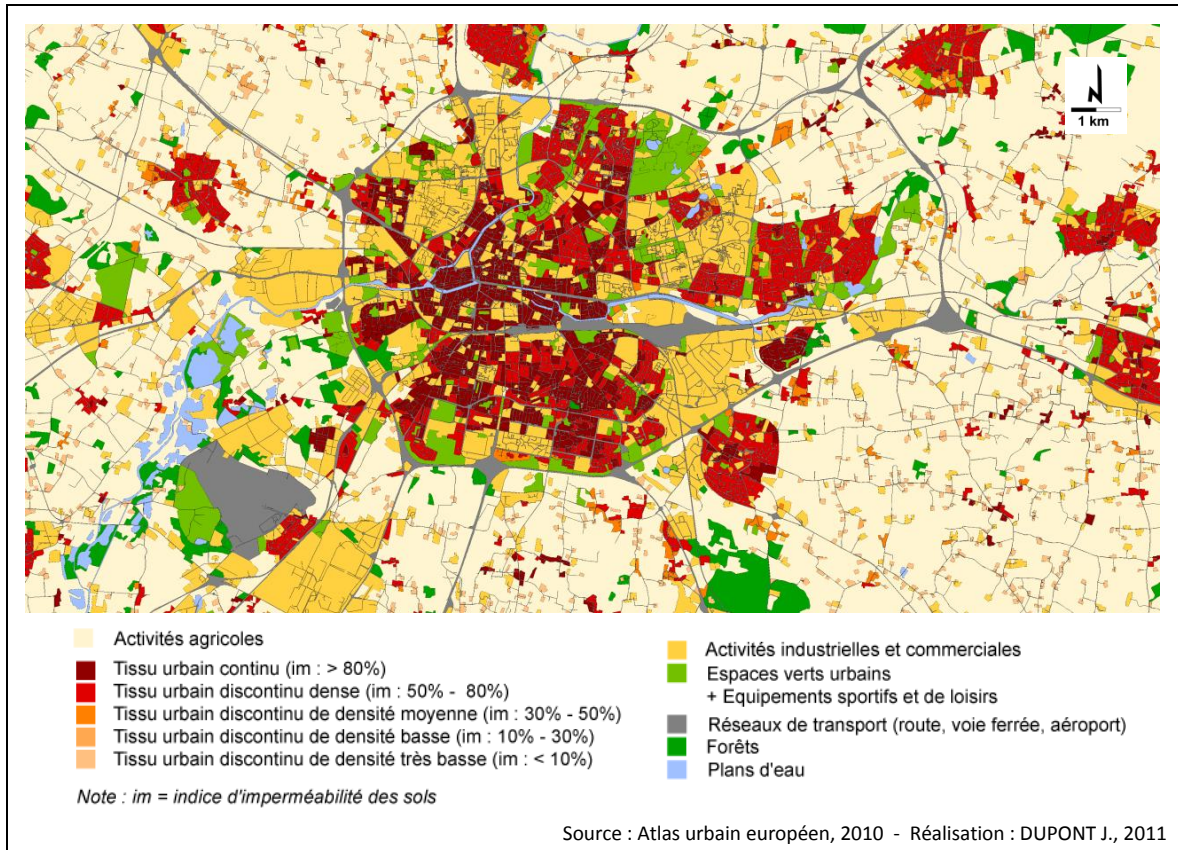 N
1 km
Activités agricoles
Tissu urbain continu (im : > 80%)
Tissu urbain discontinu dense (im : 50% - 80%)
Tissu urbain discontinu de densité moyenne (im : 30% - 50%)
Tissu urbain discontinu de densité basse (im : 10% - 30%)
Tissu urbain discontinu de densité très basse (im : < 10%)
Note : im = indice d'imperméabilité des sols
Activités industrielles et commerciales
Espaces verts urbains
+ Equipements sportifs et de loisirs
Réseaux de transport (route, voie ferrée, aéroport)
Forêts
Plans d'eau
Source : Atlas urbain européen, 2010 - Réalisation : DUPONT J., 2011